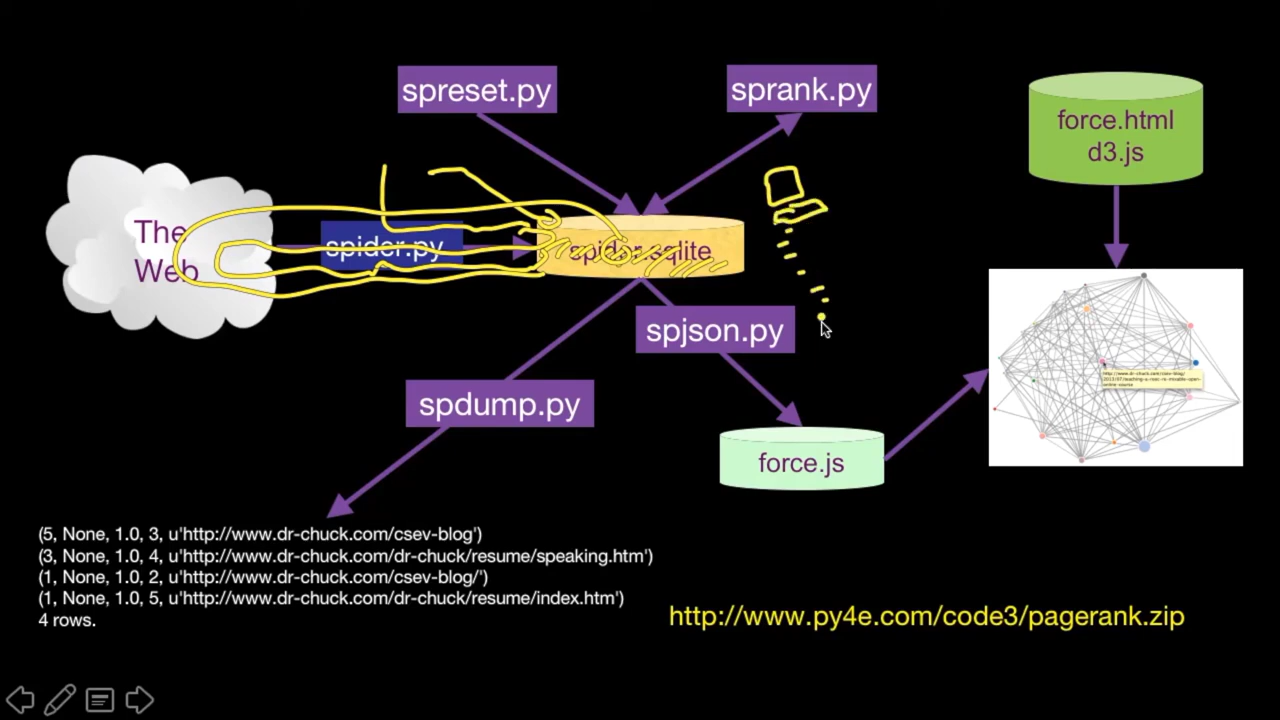 spreset.py
sprank.py
force.html
d3.js
The
Web
spider.py
spider.sqlite
spjson.py
spdump.py
force.js
(5, None, 1.0, 3, u'http://www.dr-chuck.com/csev-blog')
(3, None, 1.0, 4, u'http://www.dr-chuck.com/dr-chuck/resume/speaking.htm')
(1, None, 1.0, 2, u'http://www.dr-chuck.com/csev-blog/')
(1, None, 1.0, 5, u'http://www.dr-chuck.com/dr-chuck/resume/index.htm')
4 rows.
http://www.py4e.com/code3/pagerank.zip